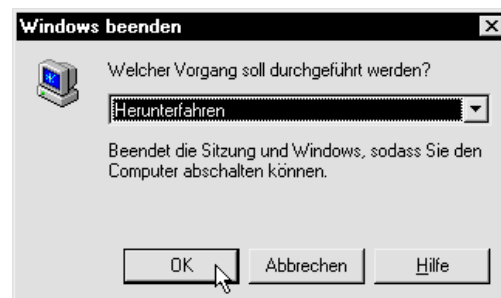 Windows beenden
Welcher Vorgang soll durchgeführt werden?
Herunterfahren
Beendet die Sitzung und Windows, sodass Sie den
Computer abschalten können.
OK Abbrechen Hilfe